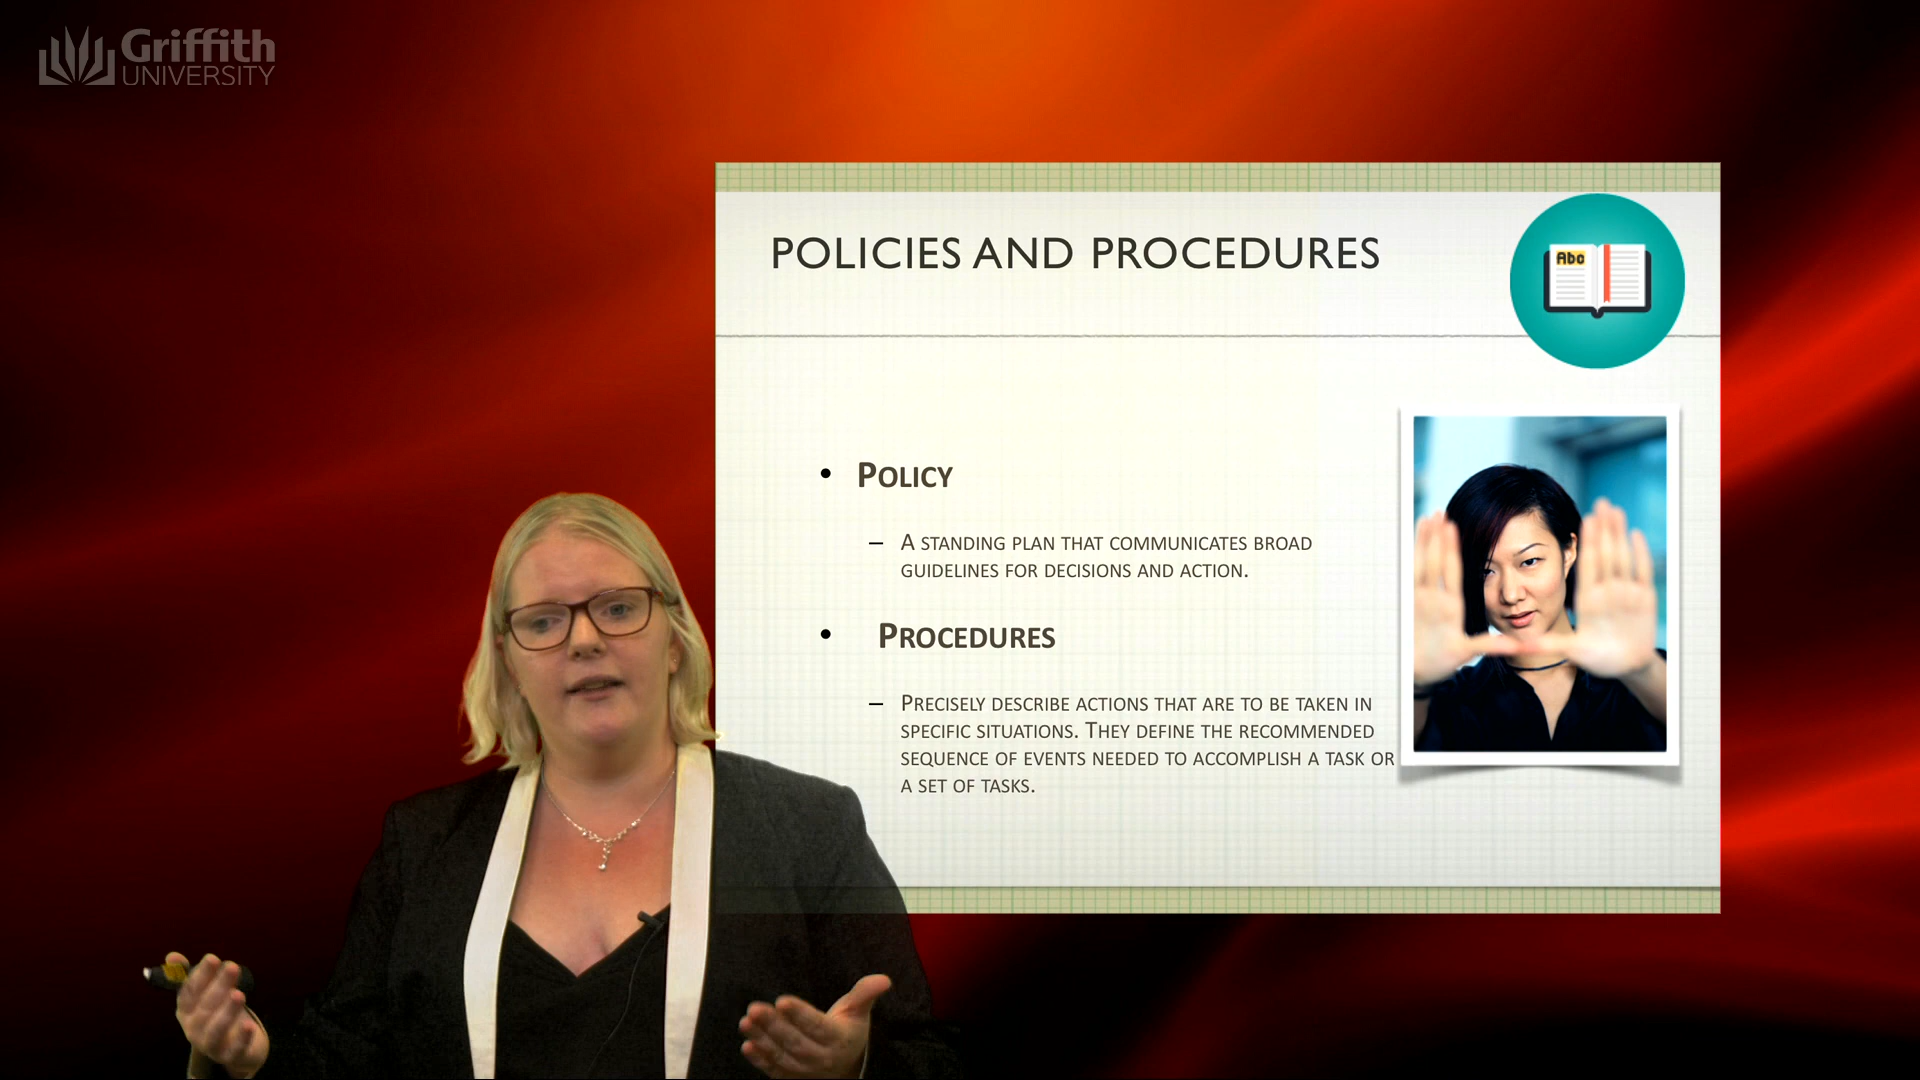 Griffith
UNIVERSITY
POLICIES AND PROCEDURES
Abc
• POLICY
– A STANDING PLAN THAT COMMUNICATES BROAD
GUIDELINES FOR DECISIONS AND ACTION.
• PROCEDURES
– PRECISELY DESCRIBE ACTIONS THAT ARE TO BE TAKEN IN
SPECIFIC SITUATIONS. THEY DEFINE THE RECOMMENDED
SEQUENCE OF EVENTS NEEDED TO ACCOMPLISH A TASK OR
A SET OF TASKS.